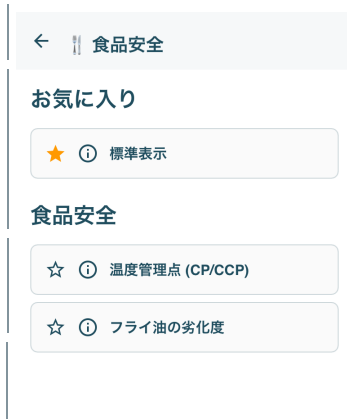 食品安全
お気に入り
標準表示
食品安全
温度管理点 (CP/CCP)
フライ油の劣化度